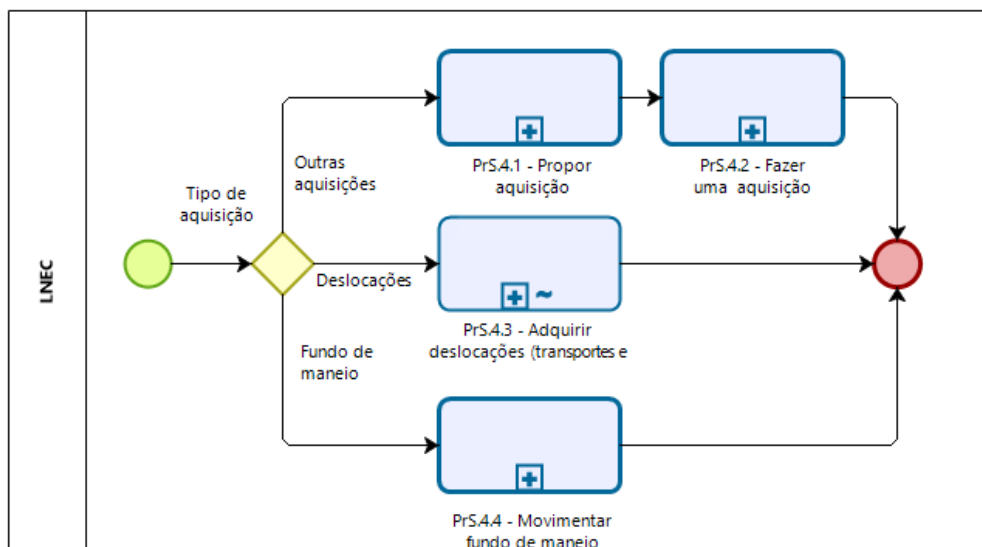 LNEC
Tipo de
aquisição
Outras
aquisições
Deslocações
Fundo de
maneio
PrS.4.1 - Propor
aquisição
PrS.4.2 - Fazer
uma aquisição
PrS.4.3 - Adquirir
deslocações (transportes e
PrS.4.4 - Movimentar
fundo de maneio